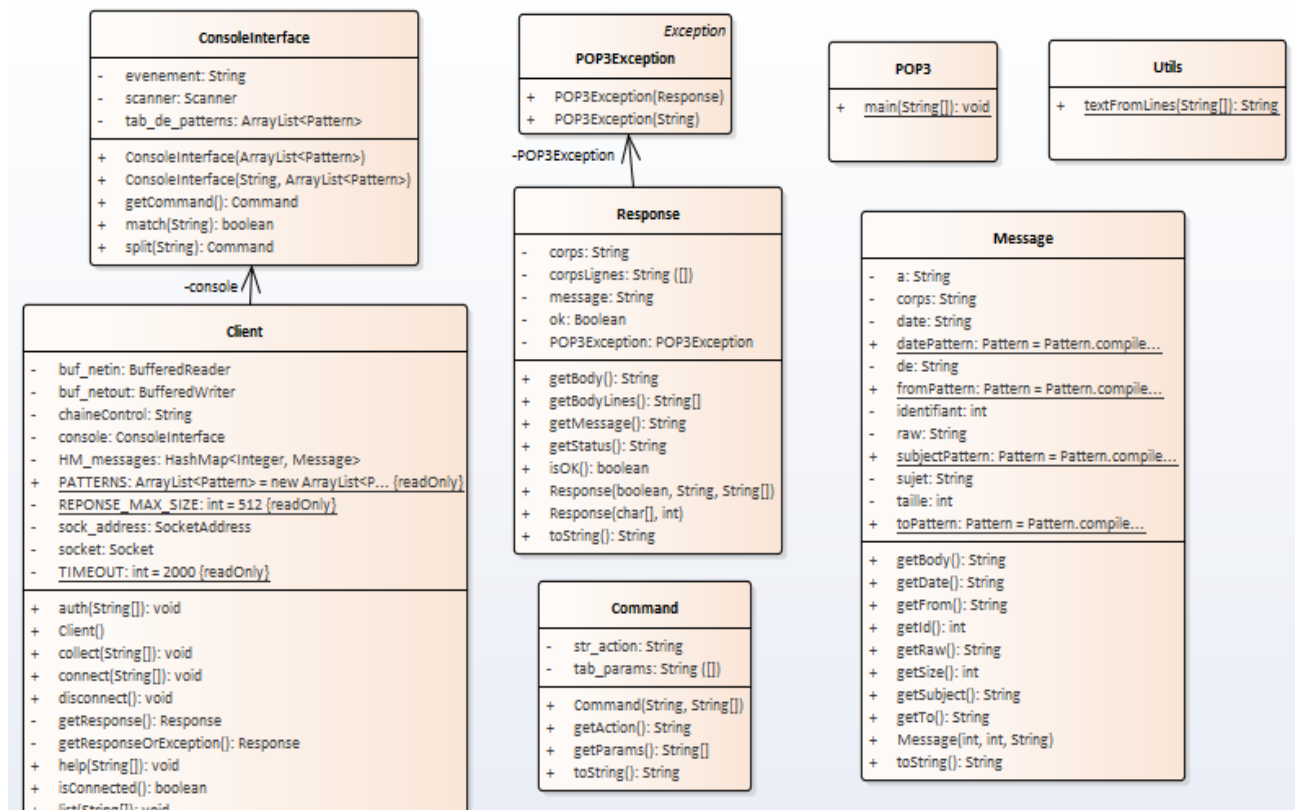 ConsoleInterface
- evenement: String
- scanner: Scanner
- tab_de_patterns: ArrayList<Pattern>
+ ConsoleInterface(ArrayList<Pattern>)
+ ConsoleInterface(String, ArrayList<Pattern>)
+ getCommand(): Command
+ match(String): boolean
+ split(String): Command
-console
Client
- buf_netin: BufferedReader
- buf_netout: BufferedWriter
- chaineControl: String
- console: ConsoleInterface
- HM_messages: HashMap<Integer, Message>
+ PATTERNS: ArrayList<Pattern> = new ArrayList<P... {readOnly}
- REPONSE_MAX_SIZE: int = 512 {readOnly}
- sock_address: SocketAddress
- socket: Socket
- TIMEOUT: int = 2000 {readOnly}
+ auth(String[]): void
+ Client()
+ collect(String[]): void
+ connect(String[]): void
+ disconnect(): void
- getResponse(): Response
- getResponseOrException(): Response
+ help(String[]): void
+ isConnected(): boolean
+ list(String[]): void
Exception
POP3Exception
+ POP3Exception(Response)
+ POP3Exception(String)
-POP3Exception
Response
- corps: String
- corpsLignes: String ([])
- message: String
- ok: Boolean
- POP3Exception: POP3Exception
+ getBody(): String
+ getBodyLines(): String[]
+ getMessage(): String
+ getStatus(): String
+ isOK(): boolean
+ Response(boolean, String, String[])
+ Response(char[], int)
+ toString(): String
Command
- str_action: String
- tab_params: String ([])
+ Command(String, String[])
+ getAction(): String
+ getParams(): String[]
+ toString(): String
POP3
+ main(String[]): void
Utils
+ textFromLines(String[]): String
Message
- a: String
- corps: String
- date: String
+ datePattern: Pattern = Pattern.compile...
- de: String
+ fromPattern: Pattern = Pattern.compile...
- identifiant: int
- raw: String
+ subjectPattern: Pattern = Pattern.compile...
- sujet: String
- taille: int
+ toPattern: Pattern = Pattern.compile...
+ getBody(): String
+ getDate(): String
+ getFrom(): String
+ getId(): int
+ getRaw(): String
+ getSize(): int
+ getSubject(): String
+ getTo(): String
+ Message(int, int, String)
+ toString(): String